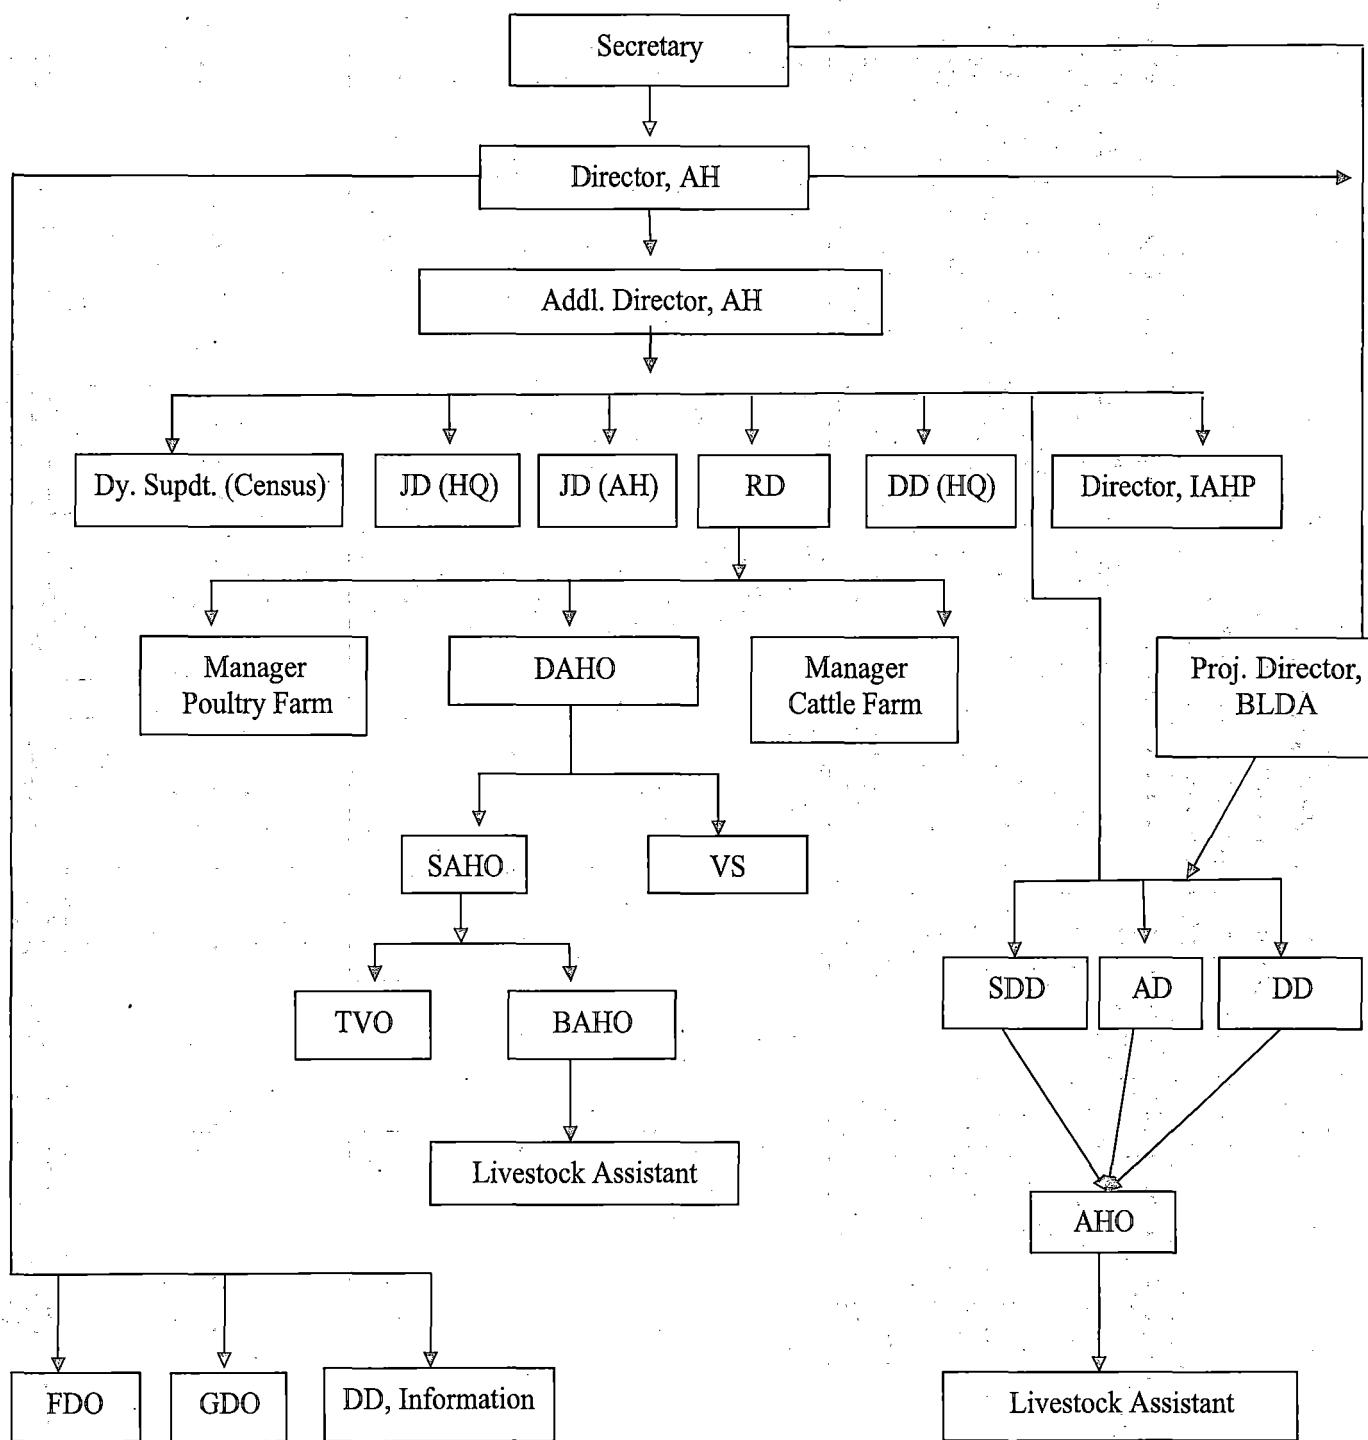 Secretary
Director, AH
Addl. Director, AH
Dy. Supdt. (Census)
JD (HQ)
JD (AH)
RD
DD (HQ)
Director, IAHP
Manager
Poultry Farm
DAHO
Manager
Cattle Farm
Proj. Director,
BLDA
SAHO
VS
SDD
AD
DD
TVO
BAHO
Livestock Assistant
AHO
FDO
GDO
DD, Information
Livestock Assistant